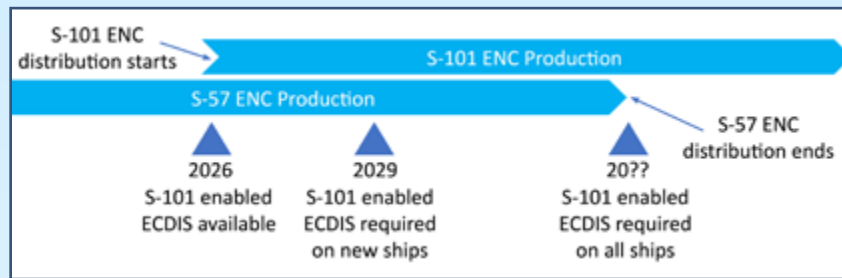 S-101 ENC
distribution starts
S-101 ENC Production
S-57 ENC Production
S-57 ENC
distribution ends
2026
S-101 enabled
ECDIS available
2029
S-101 enabled
ECDIS required
on new ships
20??
S-101 enabled
ECDIS required
on all ships